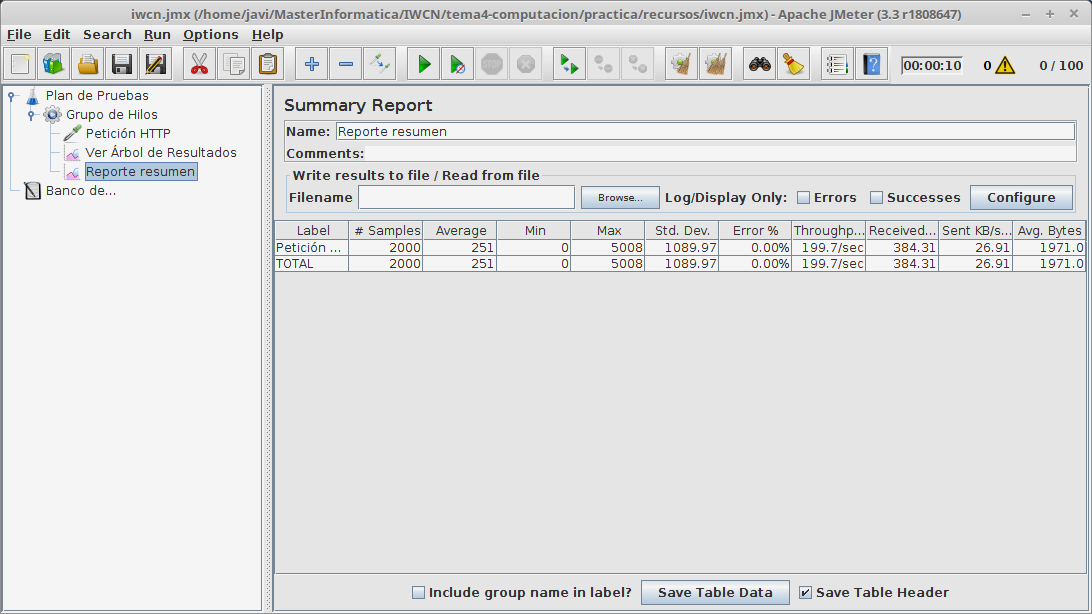 iwcn.jmx (/home/javi/MasterInformatica/IWCN/tema4-computacion/practica/recursos/iwcn.jmx) - Apache JMeter (3.3 r1808647)
File Edit Search Run Options Help
00:00:10 0 0 / 100
Plan de Pruebas
Grupo de Hilos
Petición HTTP
Ver Árbol de Resultados
Reporte resumen
Banco de...
Summary Report
Name: Reporte resumen
Comments:
Write results to file / Read from file
Filename Browse... Log/Display Only: Errors Successes Configure
Label # Samples Average Min Max Std. Dev. Error % Throughp... Received... Sent KB/s... Avg. Bytes
Petición ... 2000 251 0 5008 1089.97 0.00% 199.7/sec 384.31 26.91 1971.0
TOTAL 2000 251 0 5008 1089.97 0.00% 199.7/sec 384.31 26.91 1971.0
Include group name in label? Save Table Data Save Table Header